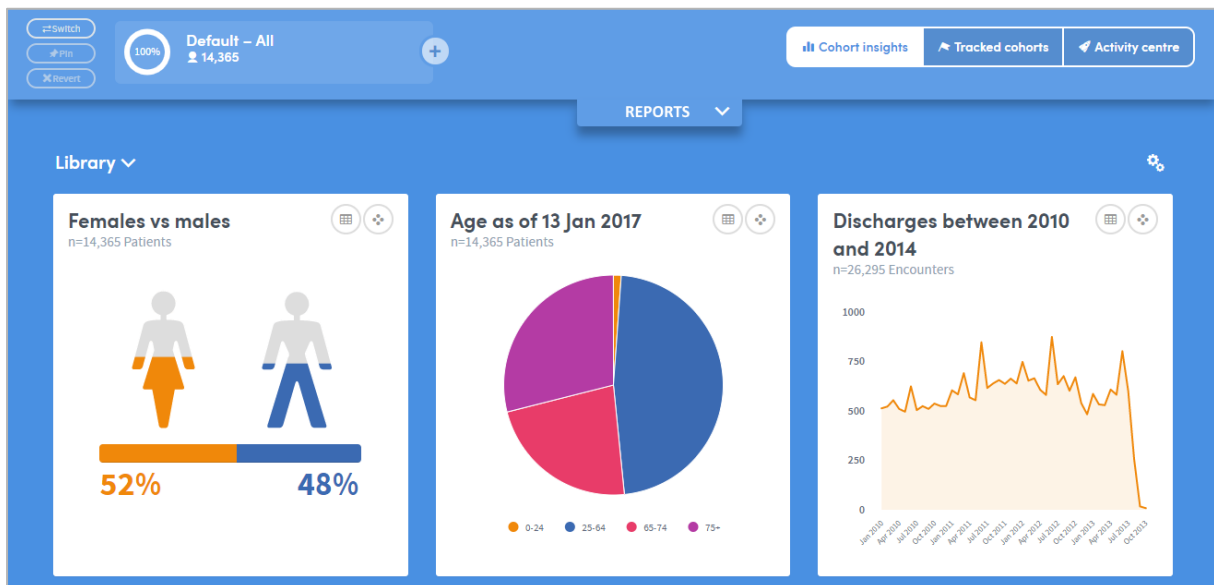 Switch
Pin
Revert
100%
Default – All
14,365
+
Cohort insights
Tracked cohorts
Activity centre
REPORTS
Library
Females vs males
n=14,365 Patients
52%
48%
Age as of 13 Jan 2017
n=14,365 Patients
0-24
25-64
65-74
75+
Discharges between 2010
and 2014
n=26,295 Encounters
1000
750
500
250
0
Jan 2010
Apr 2010
Jul 2010
Oct 2010
Jan 2011
Apr 2011
Jul 2011
Oct 2011
Jan 2012
Apr 2012
Jul 2012
Oct 2012
Jan 2013
Apr 2013
Jul 2013
Oct 2013